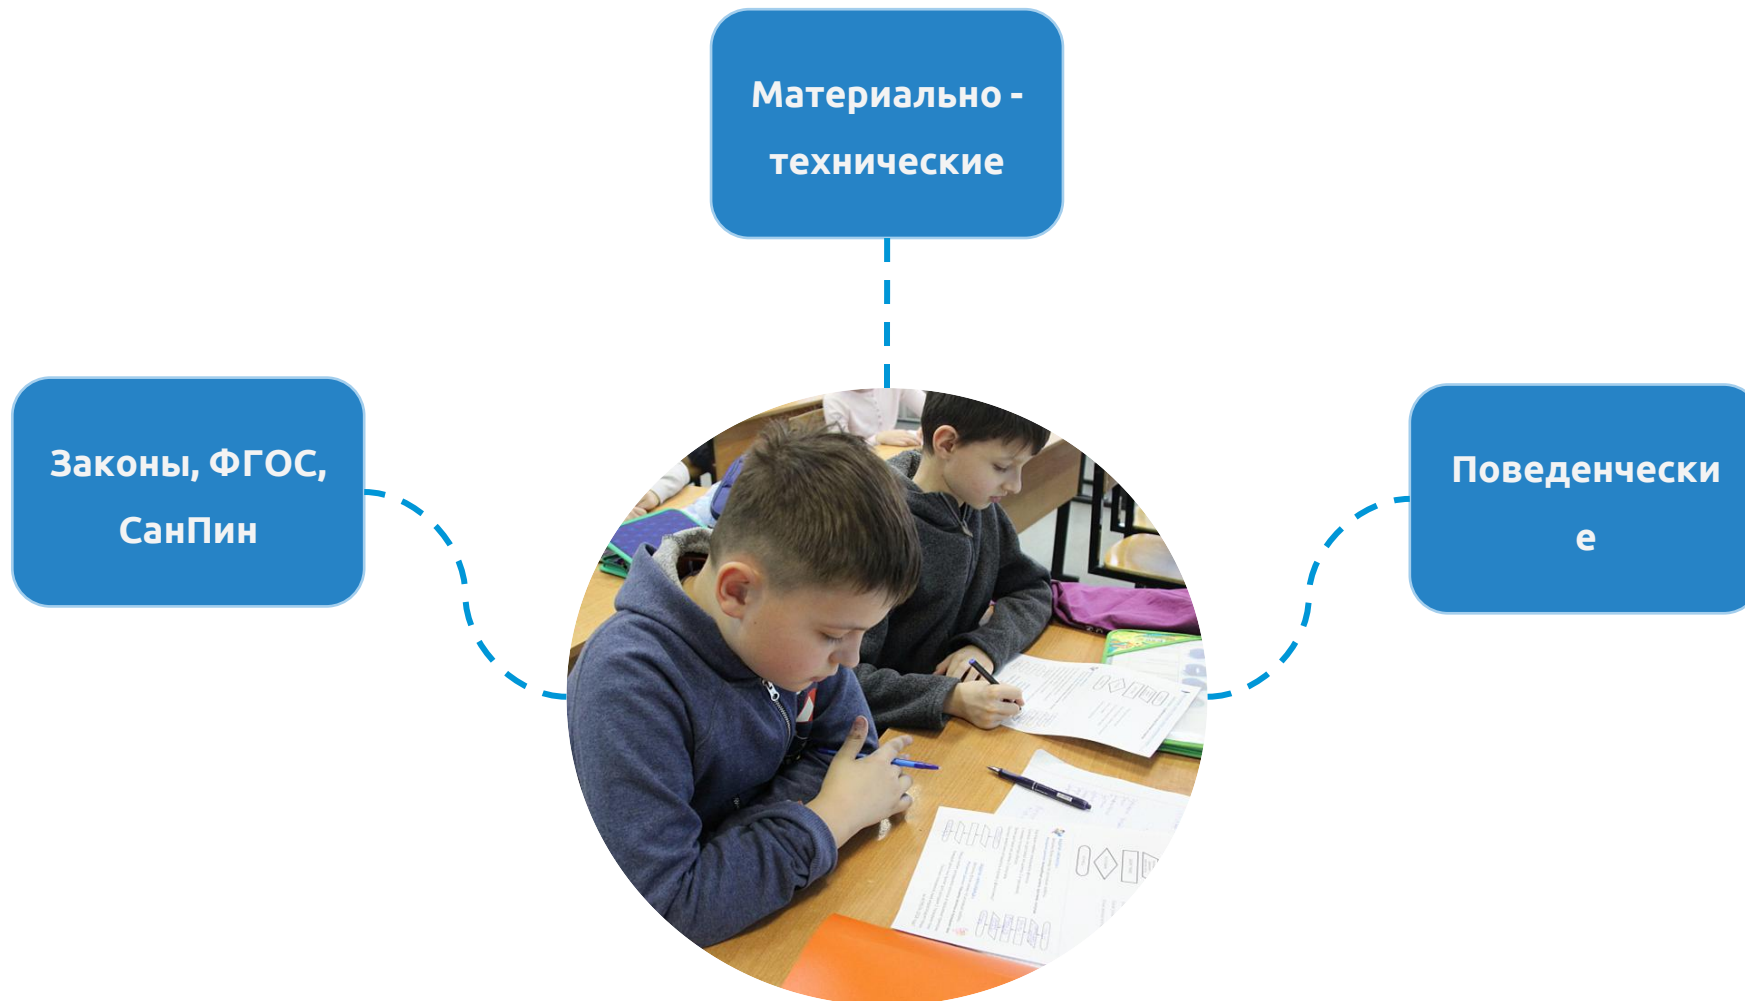 Материально -
технические
Законы, ФГОС,
СанПин
Поведенчески
е